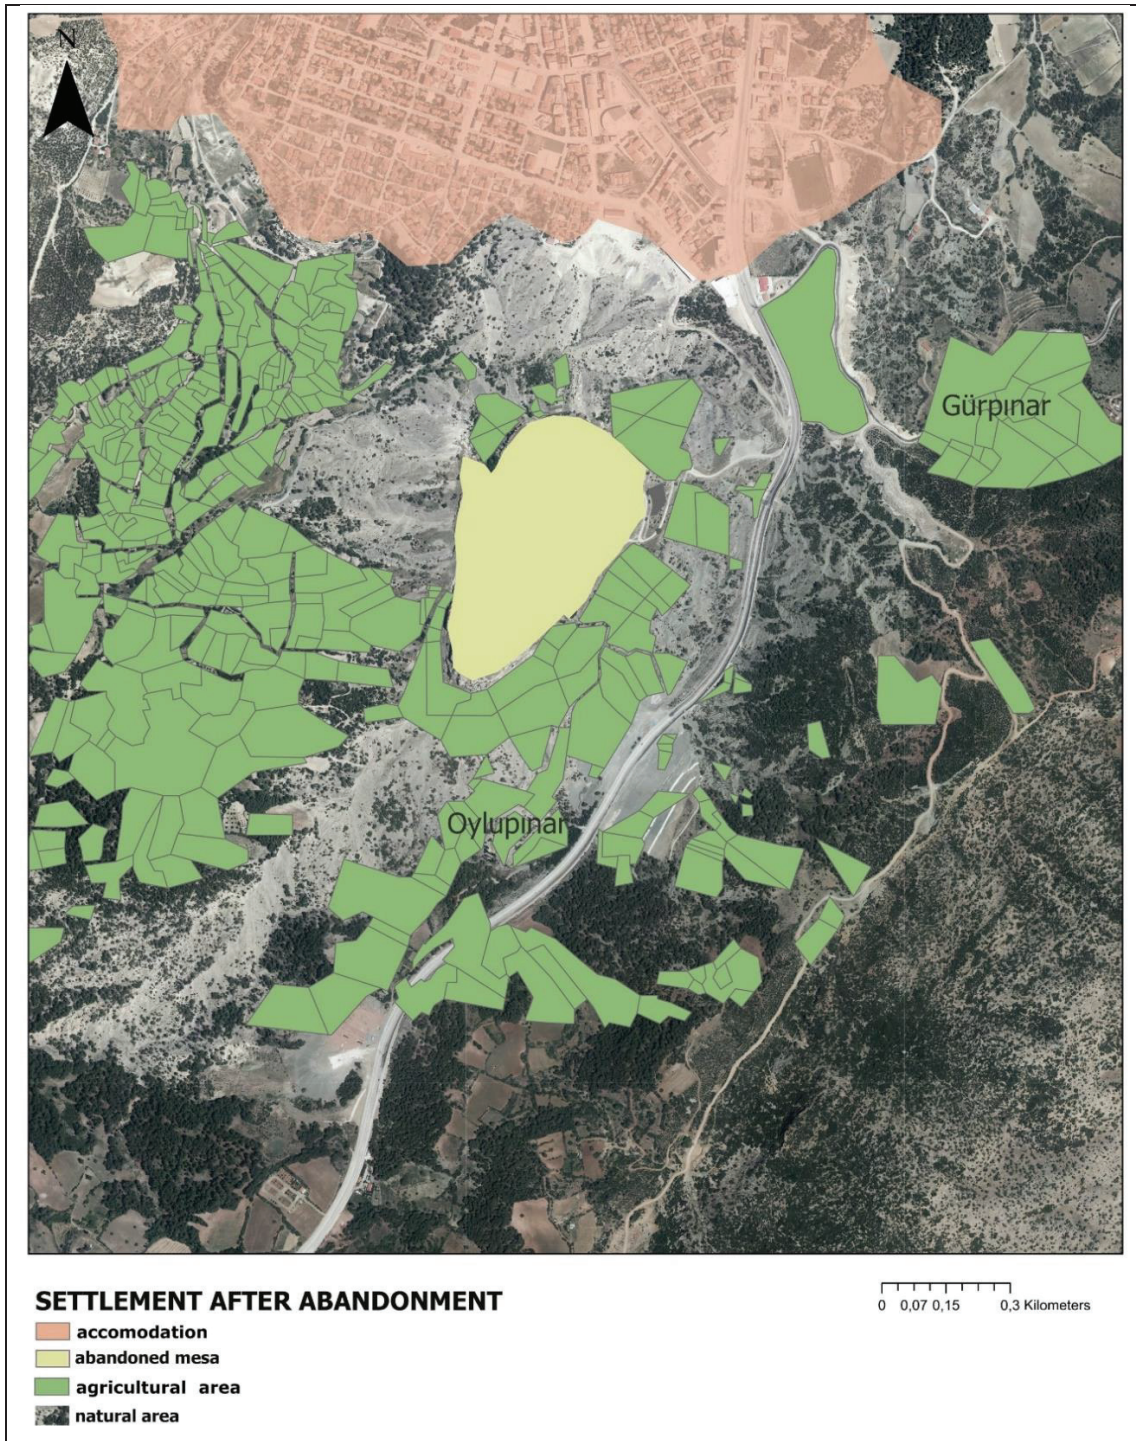 N
Gürpınar
Oylupınar
SETTLEMENT AFTER ABANDONMENT
accomodation
abandoned mesa
agricultural area
natural area
0 0,07 0,15 0,3 Kilometers